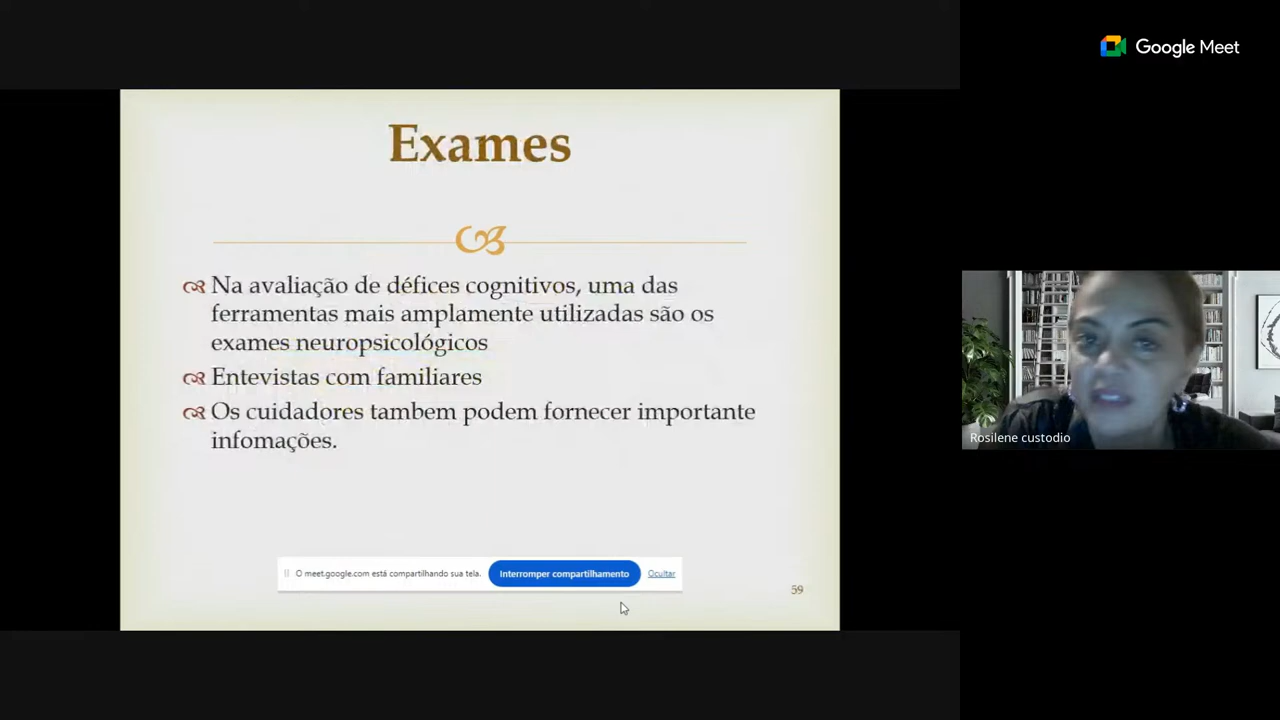 Google Meet
Exames
Na avaliação de défices cognitivos, uma das
ferramentas mais amplamente utilizadas são os
exames neuropsicológicos
Entevistas com familiares
Os cuidadores tambem podem fornecer importante
infomações.
Rosilene custodio
O meet.google.com está compartilhando sua tela. Interromper compartilhamento Ocultar
59